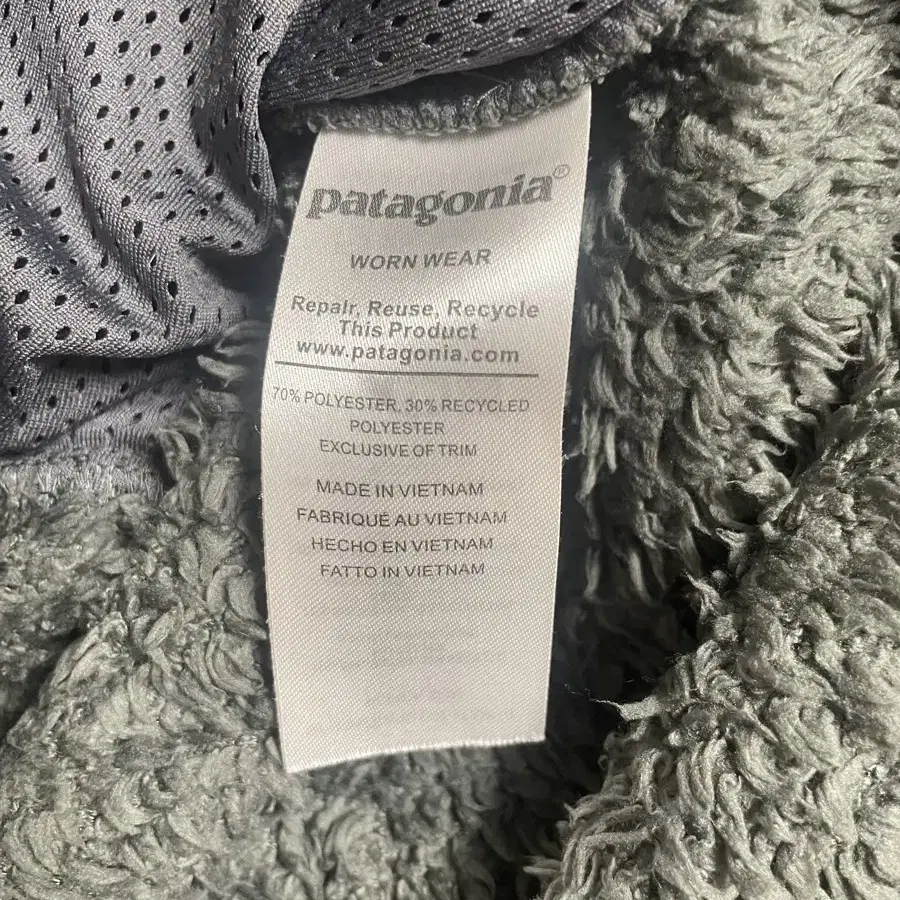 patagonia®
WORN WEAR
Repair, Reuse, Recycle
This Product
www.patagonia.com
70% POLYESTER, 30% RECYCLED
POLYESTER
EXCLUSIVE OF TRIM
MADE IN VIETNAM
FABRIQUÉ AU VIETNAM
HECHO EN VIETNAM
FATTO IN VIETNAM